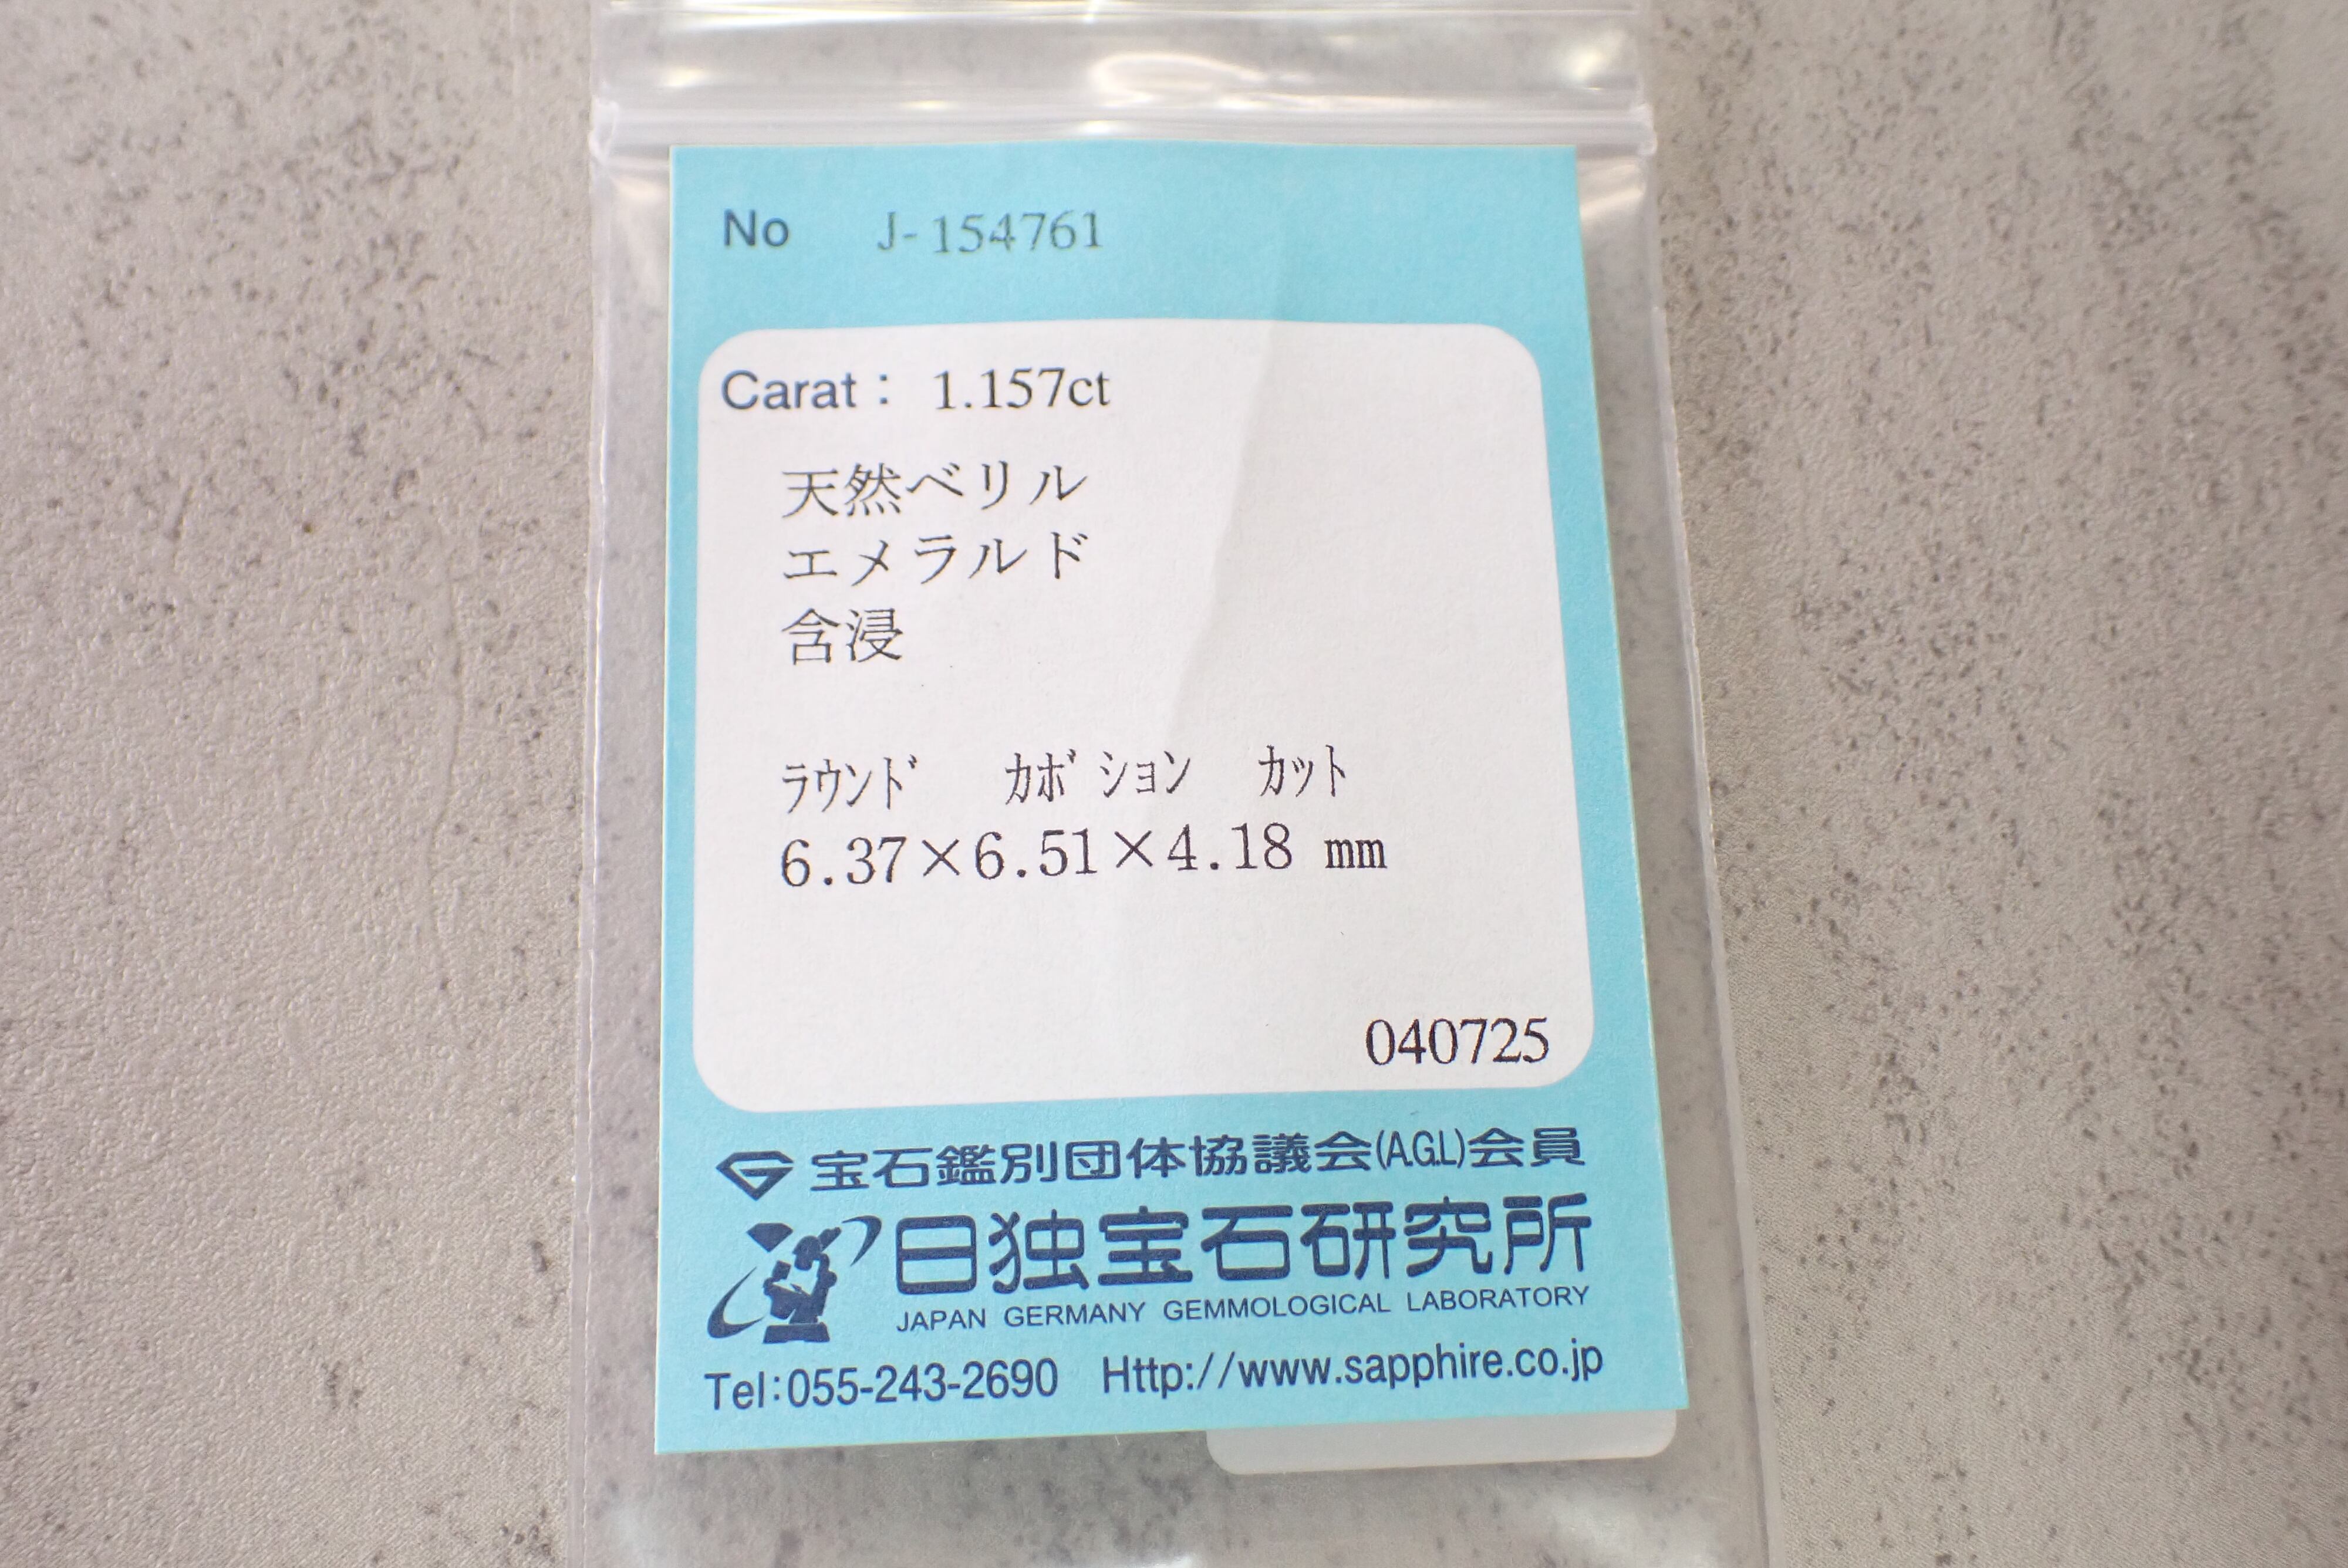 No J-154761
Carat： 1.157ct
天然ベリル
エメラルド
含浸
ﾗｳﾝﾄﾞ ｶﾎﾞｼｮﾝ ｶｯﾄ
6.37×6.51×4.18 mm
040725
宝石鑑別団体協議会(A.G.L)会員
日独宝石研究所
JAPAN GERMANY GEMMOLOGICAL LABORATORY
Tel:055-243-2690 Http://www.sapphire.co.jp